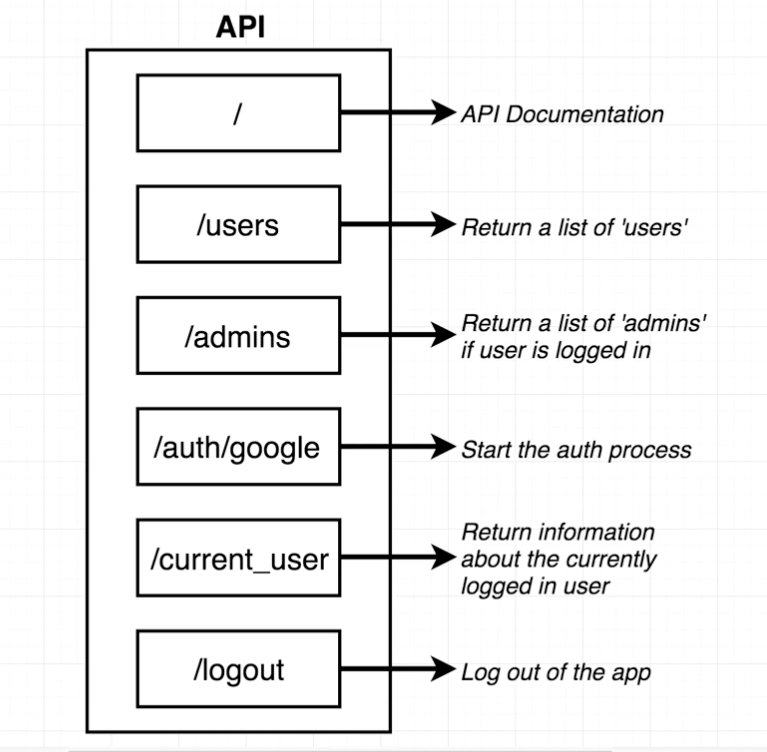 API
/
API Documentation
/users
Return a list of 'users'
/admins
Return a list of 'admins'
if user is logged in
/auth/google
Start the auth process
/current_user
Return information
about the currently
logged in user
/logout
Log out of the app